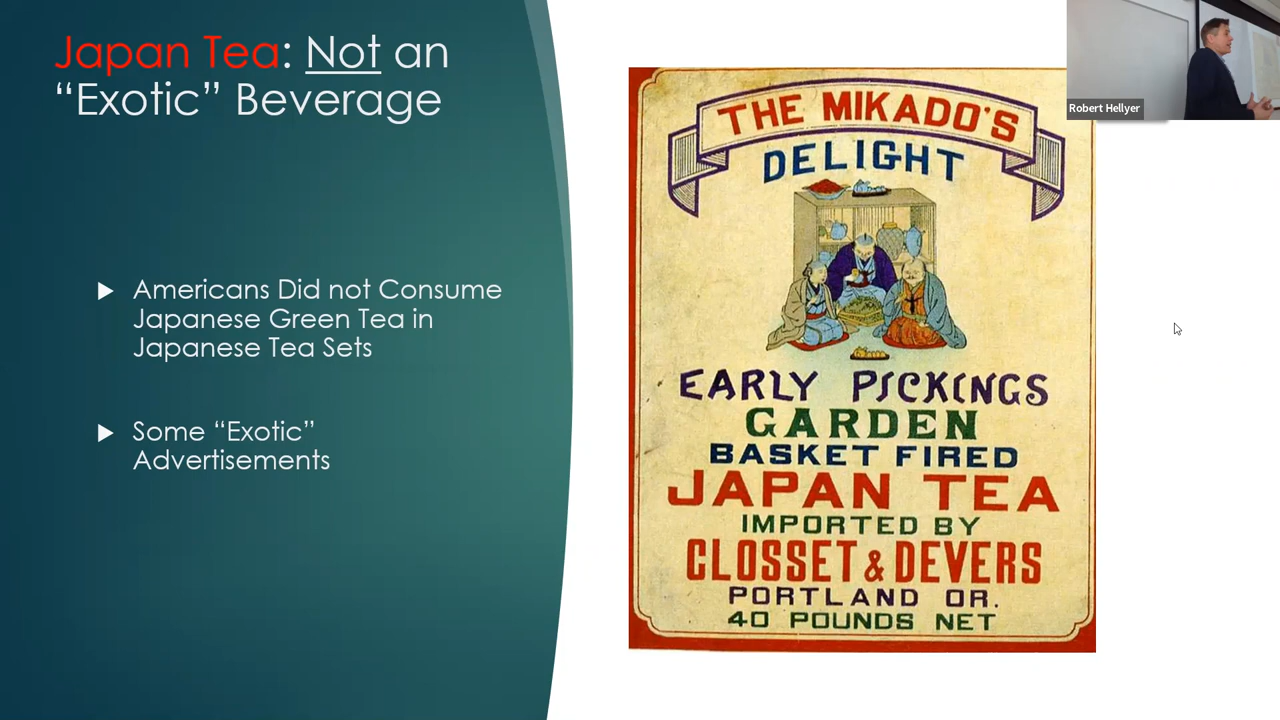 Japan Tea: Not an
“Exotic” Beverage
Americans Did not Consume
Japanese Green Tea in
Japanese Tea Sets
Some “Exotic”
Advertisements
THE MIKADO'S
DELIGHT
EARLY PICKINGS
GARDEN
BASKET FIRED
JAPAN TEA
IMPORTED BY
CLOSSET & DEVERS
PORTLAND OR.
40 POUNDS NET
Robert Hellyer